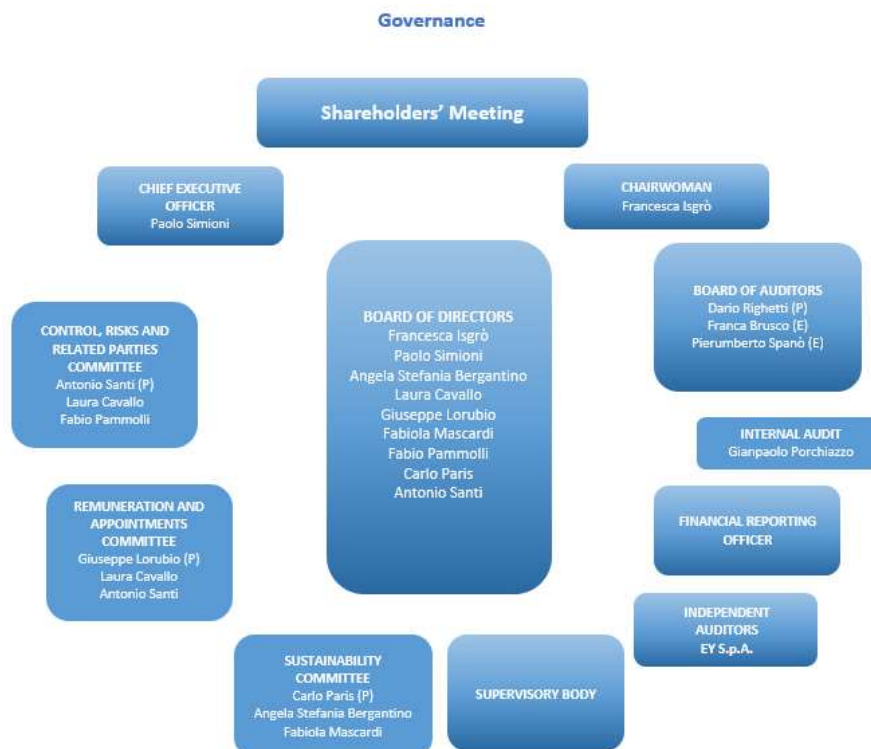 Governance
Shareholders' Meeting
CHIEF EXECUTIVE
OFFICER
Paolo Simioni
CHAIRWOMAN
Francesca Isgrò
BOARD OF DIRECTORS
Francesca Isgrò
Paolo Simioni
Angela Stefania Bergantino
Laura Cavallo
Giuseppe Lorubio
Fabiola Mascardi
Fabio Pammolli
Carlo Paris
Antonio Santi
BOARD OF AUDITORS
Dario Righetti (P)
Franca Brusco (E)
Pierumberto Spanò (E)
CONTROL, RISKS AND
RELATED PARTIES
COMMITTEE
Antonio Santi (P)
Laura Cavallo
Fabio Pammolli
INTERNAL AUDIT
Gianpaolo Porchiazzo
REMUNERATION AND
APPOINTMENTS
COMMITTEE
Giuseppe Lorubio (P)
Laura Cavallo
Antonio Santi
FINANCIAL REPORTING
OFFICER
INDEPENDENT
AUDITORS
EY S.p.A.
SUSTAINABILITY
COMMITTEE
Carlo Paris (P)
Angela Stefania Bergantino
Fabiola Mascardi
SUPERVISORY BODY